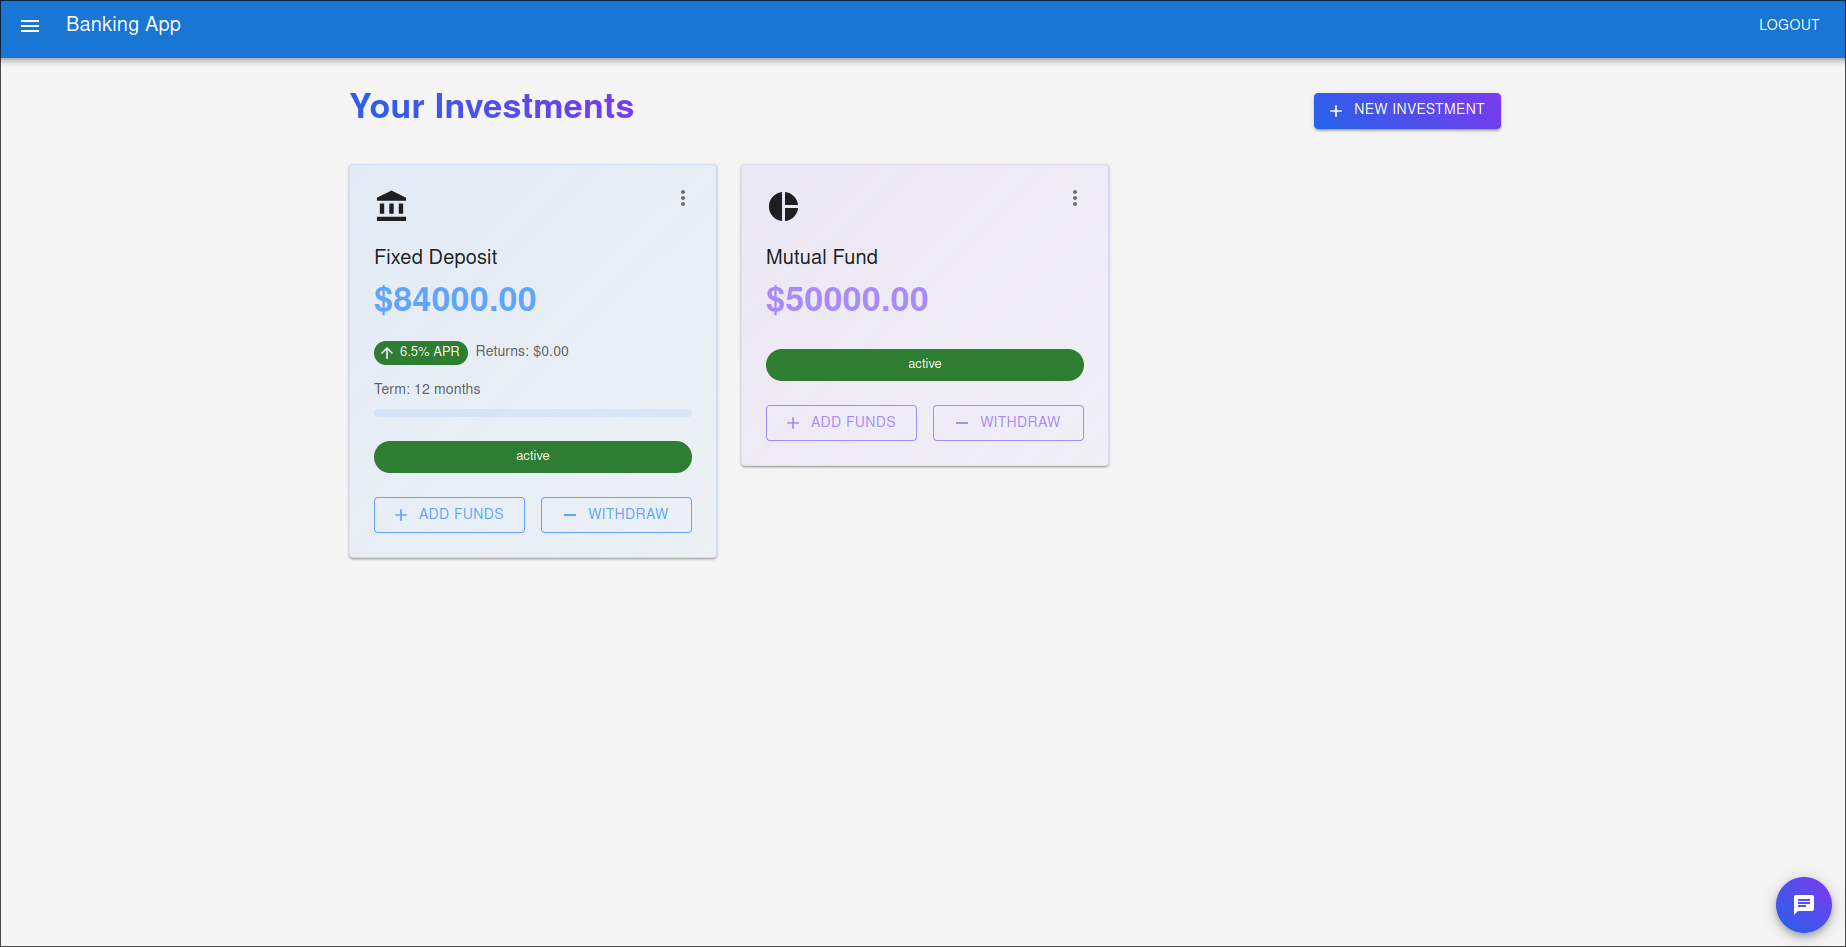 Banking App
LOGOUT
Your Investments
NEW INVESTMENT
Fixed Deposit
$84000.00
6.5% APR Returns: $0.00
Term: 12 months
active
ADD FUNDS
WITHDRAW
Mutual Fund
$50000.00
active
ADD FUNDS
WITHDRAW